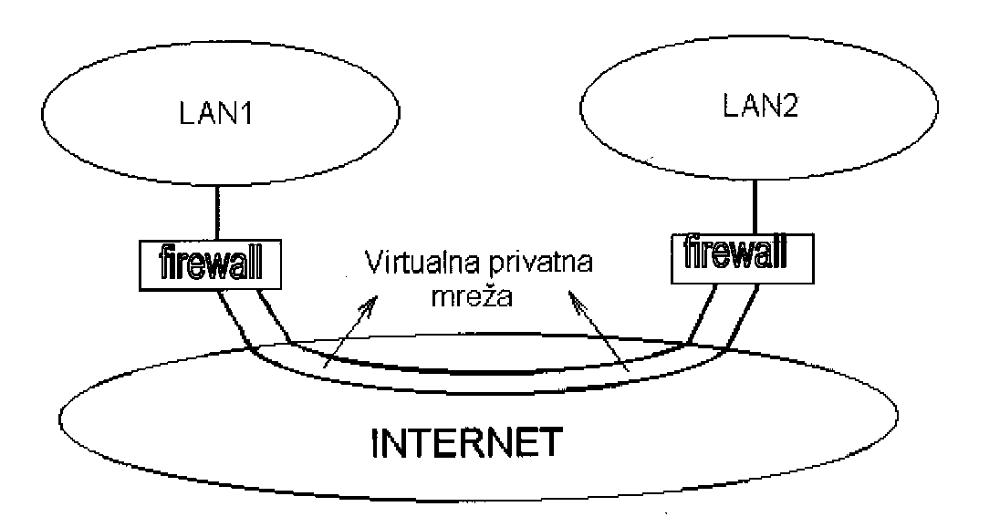 LAN1
LAN2
firewall
firewall
Virtualna privatna
mreža
INTERNET